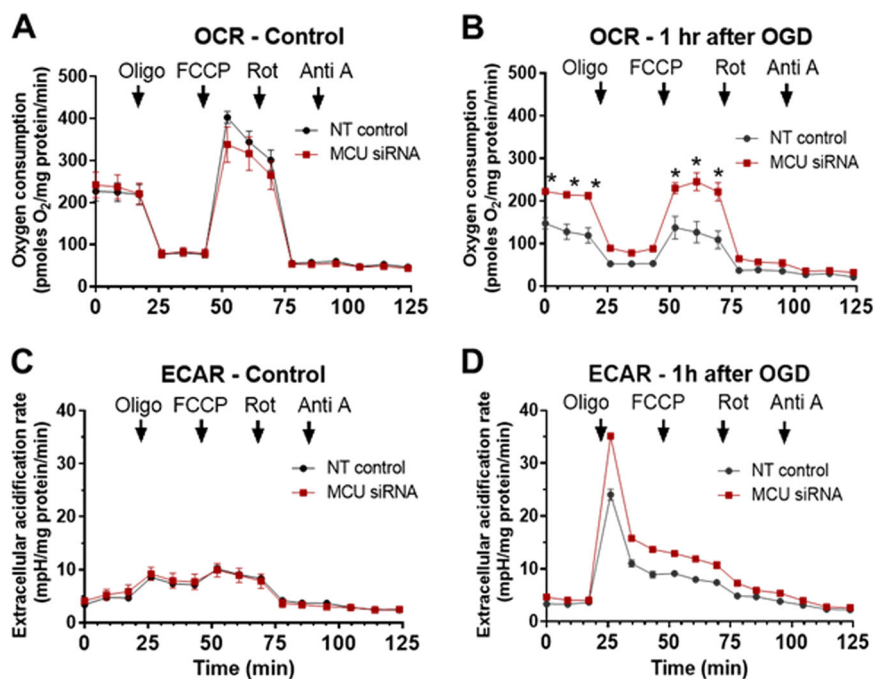 A
OCR - Control
Oligo FCCP Rot Anti A
Oxygen consumption
(pmoles O2/mg protein/min)
500
400
300
200
100
0
NT control
MCU siRNA
0 25 50 75 100 125
B
OCR - 1 hr after OGD
Oligo FCCP Rot Anti A
Oxygen consumption
(pmoles O2/mg protein/min)
500
400
300
200
100
0
NT control
MCU siRNA
* * * * * *
0 25 50 75 100 125
C
ECAR - Control
Oligo FCCP Rot Anti A
Extracellular acidification rate
(mpH/mg protein/min)
40
30
20
10
0
NT control
MCU siRNA
0 25 50 75 100 125
Time (min)
D
ECAR - 1h after OGD
Oligo FCCP Rot Anti A
Extracellular acidification rate
(mpH/mg protein/min)
40
30
20
10
0
NT control
MCU siRNA
0 25 50 75 100 125
Time (min)